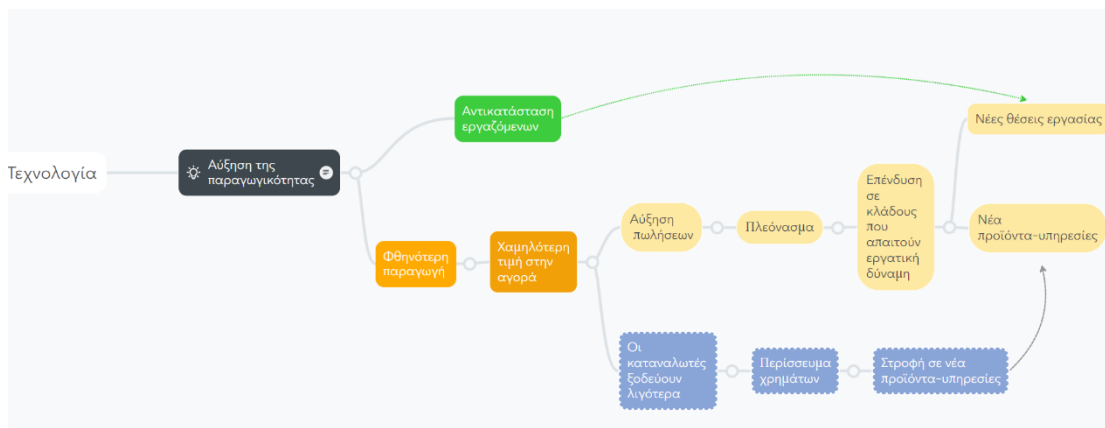 Τεχνολογία
Αύξηση της
παραγωγικότητας
Αντικατάσταση
εργαζόμενων
Φθηνότερη
παραγωγή
Χαμηλότερη
τιμή στην
αγορά
Αύξηση
πωλήσεων
Πλεόνασμα
Επένδυση
σε
κλάδους
που
απαιτούν
εργατική
δύναμη
Νέες θέσεις εργασίας
Νέα
προϊόντα-υπηρεσίες
Οι
καταναλωτές
ξοδεύουν
λιγότερα
Περίσσευμα
χρημάτων
Στροφή σε νέα
προϊόντα-υπηρεσίες